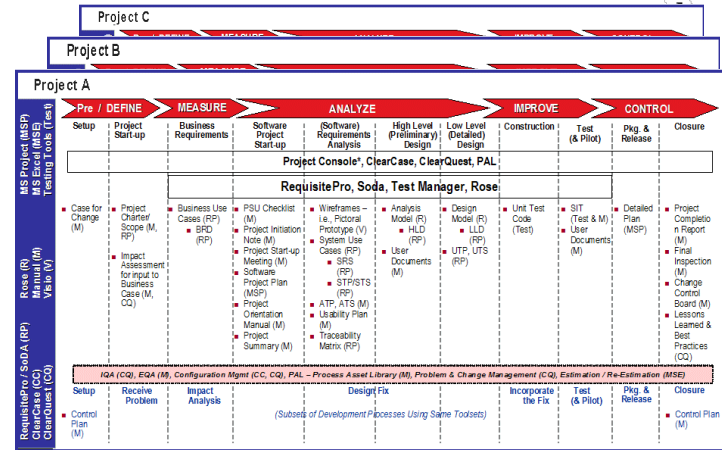 Project C
Project B
Project A
Pre / DEFINE
MEASURE
ANALYZE
IMPROVE
CONTROL
MS Project (MSP)
MS Excel (MSE)
Testing Tools (Test)
Rose (R)
Manual (M)
Visio (V)
RequisitePro / SoDA (RP)
ClearCase (CC)
ClearQuest (CQ)
Setup
Project
Start-up
Business
Requirements
Software
Project
Start-up
(Software)
Requirements
Analysis
High Level
(Preliminary)
Design
Low Level
(Detailed)
Design
Construction
Test
(& Pilot)
Pkg. &
Release
Closure
Project Console*, ClearCase, ClearQuest, PAL
RequisitePro, Soda, Test Manager, Rose
Case for
Change
(M)
Project
Charter/
Scope (M,
RP)
Impact
Assessment
for input to
Business
Case (M,
CQ)
Business Use
Cases (RP)
BRD
(RP)
PSU Checklist
(M)
Project Initiation
Note (M)
Project Start-up
Meeting (M)
Software
Project Plan
(MSP)
Project
Orientation
Manual (M)
Project
Summary (M)
Wireframes –
i.e., Pictoral
Prototype (V)
System Use
Cases (RP)
SRS
(RP)
STP/STS
(RP)
ATP, ATS (M)
Usability Plan
(M)
Traceability
Matrix (RP)
Analysis
Model (R)
HLD
(RP)
User
Documents
(M)
Design
Model (R)
LLD
(RP)
UTP, UTS
(RP)
Unit Test
Code
(Test)
SIT
(Test & M)
User
Documents
(M)
Detailed
Plan
(MSP)
Project
Completio
n Report
(M)
Final
Inspection
(M)
Change
Control
Board (M)
Lessons
Learned &
Best
Practices
(CQ)
IQA (CQ), EQA (M), Configuration Mgmt (CC, CQ), PAL – Process Asset Library (M), Problem & Change Management (CQ), Estimation / Re-Estimation (MSE)
Setup
Receive
Problem
Impact
Analysis
Design Fix
Incorporate
the Fix
Test
(& Pilot)
Pkg. &
Release
Closure
Control
Plan
(M)
(Subsets of Development Processes Using Same Toolsets)
Control Plan
(M)